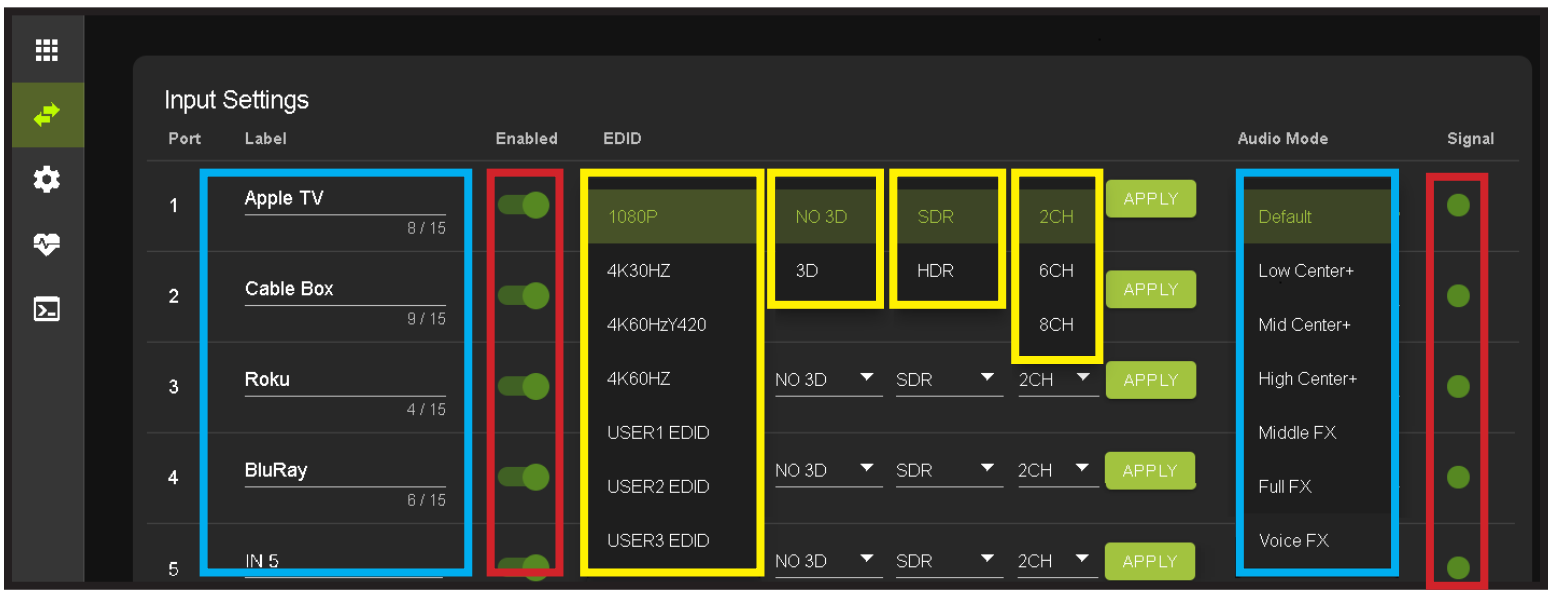 Input Settings
Port Label Enabled EDID Audio Mode Signal
1 Apple TV 1080P NO 3D SDR 2CH APPLY Default
8 / 15
4K30HZ 3D HDR 6CH Low Center+
2 Cable Box APPLY
9 / 15 4K60HzY420 8CH Mid Center+
3 Roku 4K60HZ NO 3D SDR 2CH APPLY High Center+
4 / 15
USER1 EDID Middle FX
4 BluRay NO 3D SDR 2CH APPLY
6 / 15 USER2 EDID Full FX
USER3 EDID Voice FX
5 IN 5 NO 3D SDR 2CH APPLY